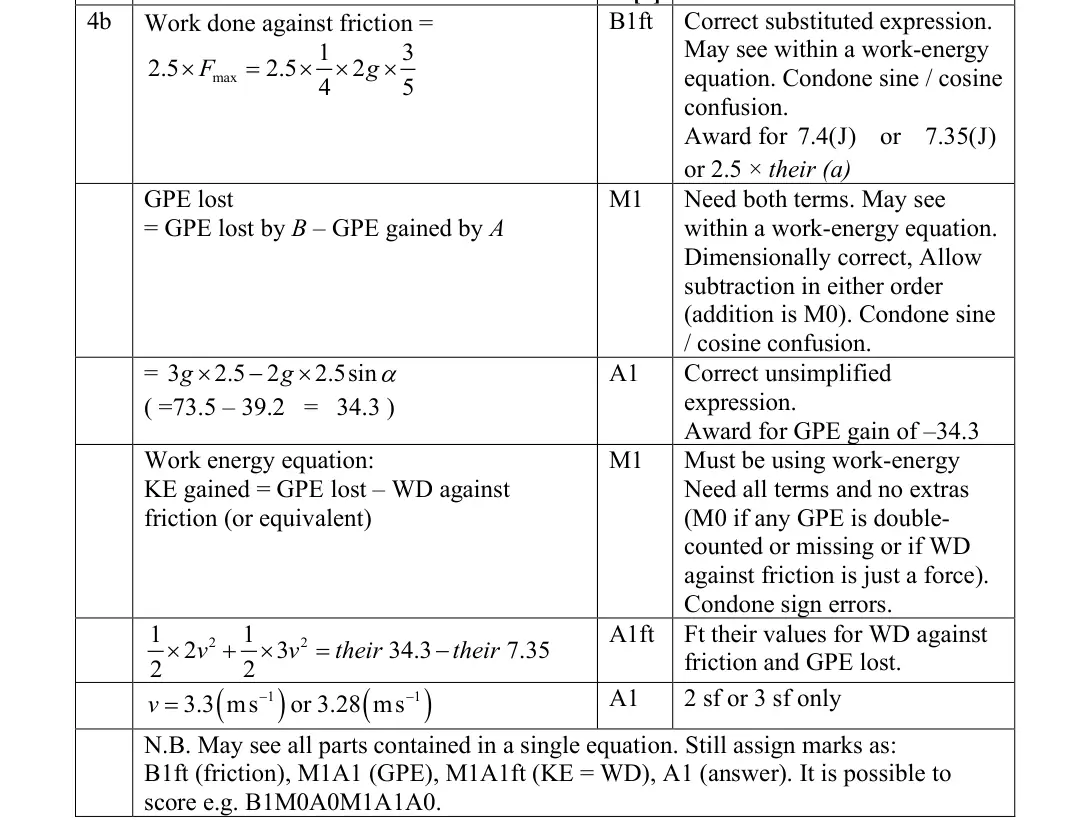 4b Work done against friction = B1ft Correct substituted expression.
2.5 × F_max = 2.5 × 1/4 × 2g × 3/5 May see within a work-energy
equation. Condone sine / cosine
confusion.
Award for 7.4(J) or 7.35(J)
or 2.5 × their (a)
GPE lost M1 Need both terms. May see
= GPE lost by B – GPE gained by A within a work-energy equation.
Dimensionally correct, Allow
subtraction in either order
(addition is M0). Condone sine
/ cosine confusion.
= 3g × 2.5 − 2g × 2.5 sin α A1 Correct unsimplified
( =73.5 – 39.2 = 34.3 ) expression.
Award for GPE gain of –34.3
Work energy equation: M1 Must be using work-energy
KE gained = GPE lost – WD against Need all terms and no extras
friction (or equivalent) (M0 if any GPE is double-
counted or missing or if WD
against friction is just a force).
Condone sign errors.
1/2 × 2v² + 1/2 × 3v² = their 34.3 − their 7.35 A1ft Ft their values for WD against
friction and GPE lost.
v = 3.3 (m s⁻¹) or 3.28 (m s⁻¹) A1 2 sf or 3 sf only
N.B. May see all parts contained in a single equation. Still assign marks as:
B1ft (friction), M1A1 (GPE), M1A1ft (KE = WD), A1 (answer). It is possible to
score e.g. B1M0A0M1A1A0.